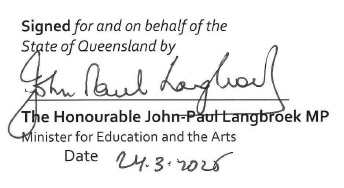 Signed for and on behalf of the
State of Queensland by
John Paul Langbroek
The Honourable John-Paul Langbroek MP
Minister for Education and the Arts
Date 24.3.2025